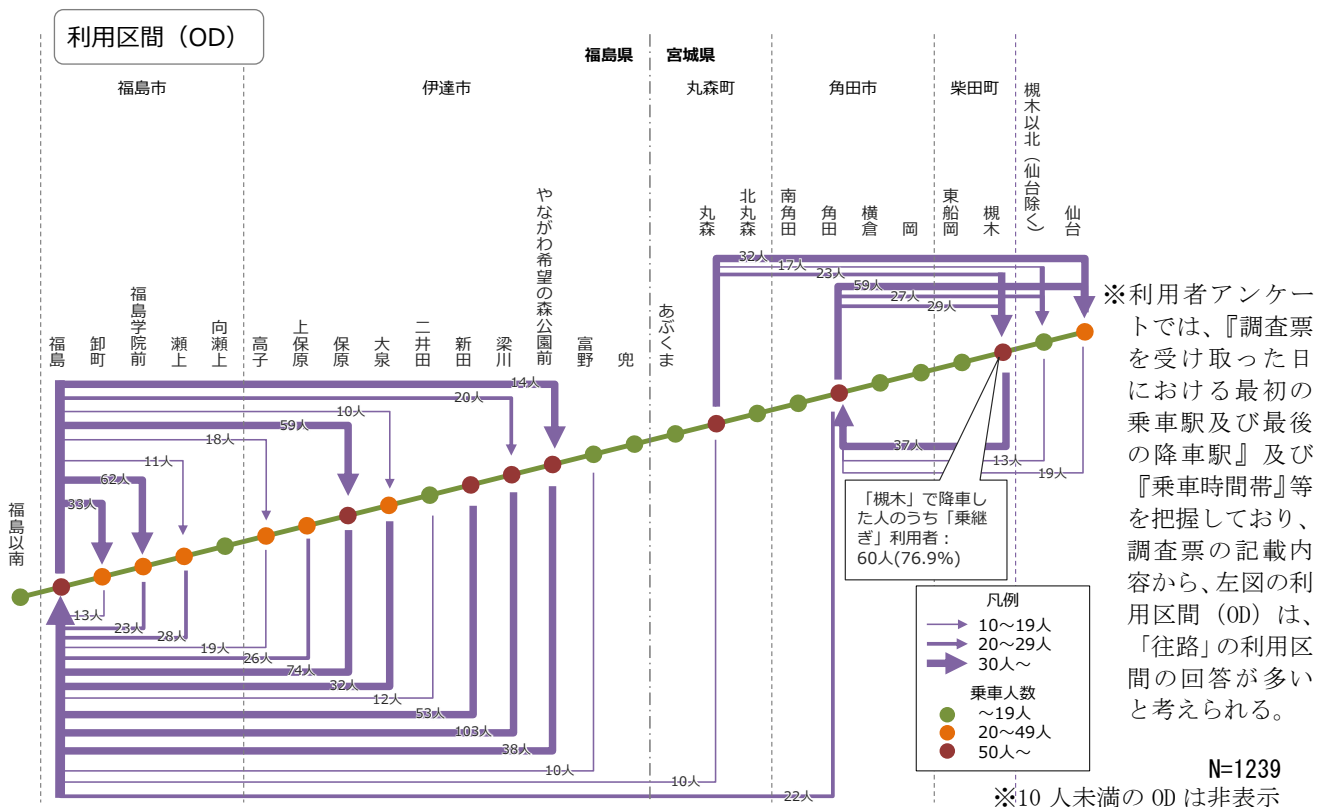 利用区間（OD）
福島県
宮城県
福島市
伊達市
丸森町
角田市
柴田町
槻木以北（仙台除く）
仙台
福島以南
福島
卸町
福島学院前
瀬上
向瀬上
高子
上保原
保原
大泉
二井田
新田
梁川
やながわ希望の森公園前
富野
兜
あぶくま
丸森
北丸森
南角田
角田
横倉
岡
東船岡
槻木
32人
17人
23人
59人
27人
29人
14人
20人
10人
59人
18人
11人
62人
33人
37人
13人
19人
13人
23人
28人
19人
26人
74人
32人
12人
53人
103人
38人
10人
10人
22人
「槻木」で降車し
た人のうち「乗継
ぎ」利用者：
60人(76.9%)
凡例
10～19人
20～29人
30人～
乗車人数
～19人
20～49人
50人～
※利用者アンケー
トでは、『調査票
を受け取った日
における最初の
乗車駅及び最後
の降車駅』及び
『乗車時間帯』等
を把握しており、
調査票の記載内
容から、左図の利
用区間（OD）は、
「往路」の利用区
間の回答が多い
と考えられる。
N=1239
※10 人未満の OD は非表示